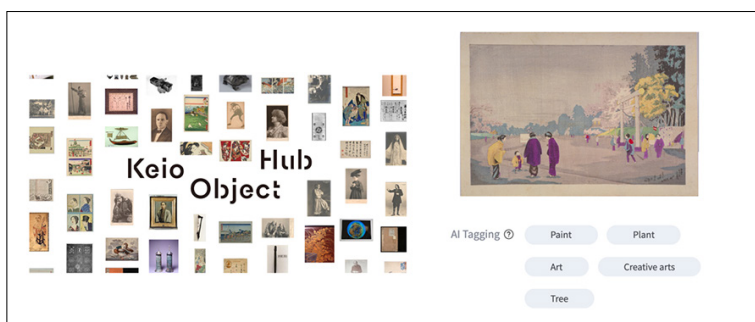 Keio
Object
Hub
AI Tagging ?
Paint
Plant
Art
Creative arts
Tree